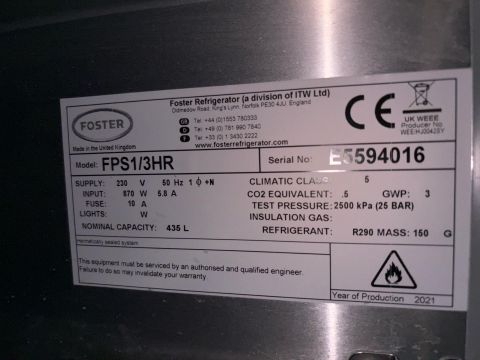 FOSTER
Made in the United Kingdom
Foster Refrigerator (a division of ITW Ltd)
Oldmedow Road, King's Lynn, Norfolk PE30 4JU. England
Tel. +44 (0)1553 780333
Tel. +49 (0) 781 990 7840
Tel. +33 (0) 1 3430 2222
www.fosterrefrigerator.com
CE
UK WEEE
Producer No
Model: FPS1/3HR
Serial No: E5594016
SUPPLY: 230 V 50 Hz 1 ϕ +N
INPUT: 870 W 5.8 A
FUSE: 10 A
LIGHTS: W
NOMINAL CAPACITY: 435 L
Hermetically sealed system
CLIMATIC CLASS 5
CO2 EQUIVALENT: .5 GWP: 3
TEST PRESSURE: 2500 kPa (25 BAR)
INSULATION GAS:
REFRIGERANT: R290 MASS: 150 G
This equipment must be serviced by an authorised and qualified engineer.
Failure to do so may invalidate your warranty.
Year of Production 2021